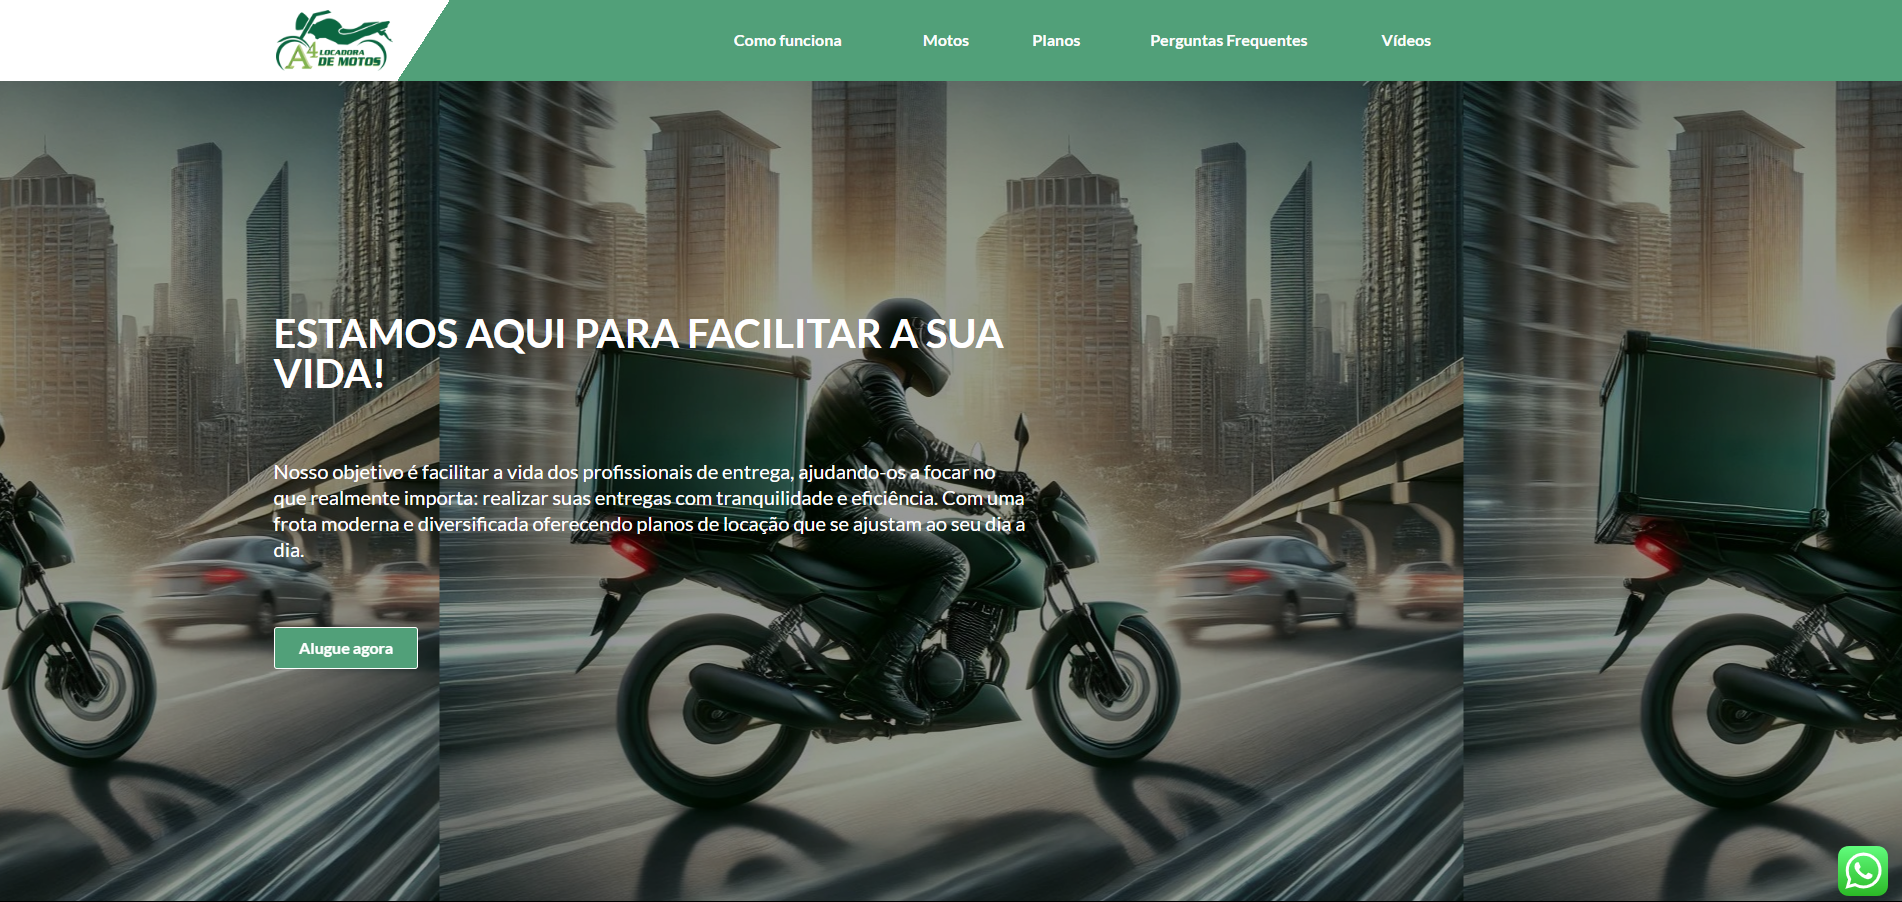 A4 LOCADORA
DE MOTOS
Como funciona
Motos
Planos
Perguntas Frequentes
Vídeos
ESTAMOS AQUI PARA FACILITAR A SUA
VIDA!
Nosso objetivo é facilitar a vida dos profissionais de entrega, ajudando-os a focar no
que realmente importa: realizar suas entregas com tranquilidade e eficiência. Com uma
frota moderna e diversificada oferecendo planos de locação que se ajustam ao seu dia a
dia.
Alugue agora